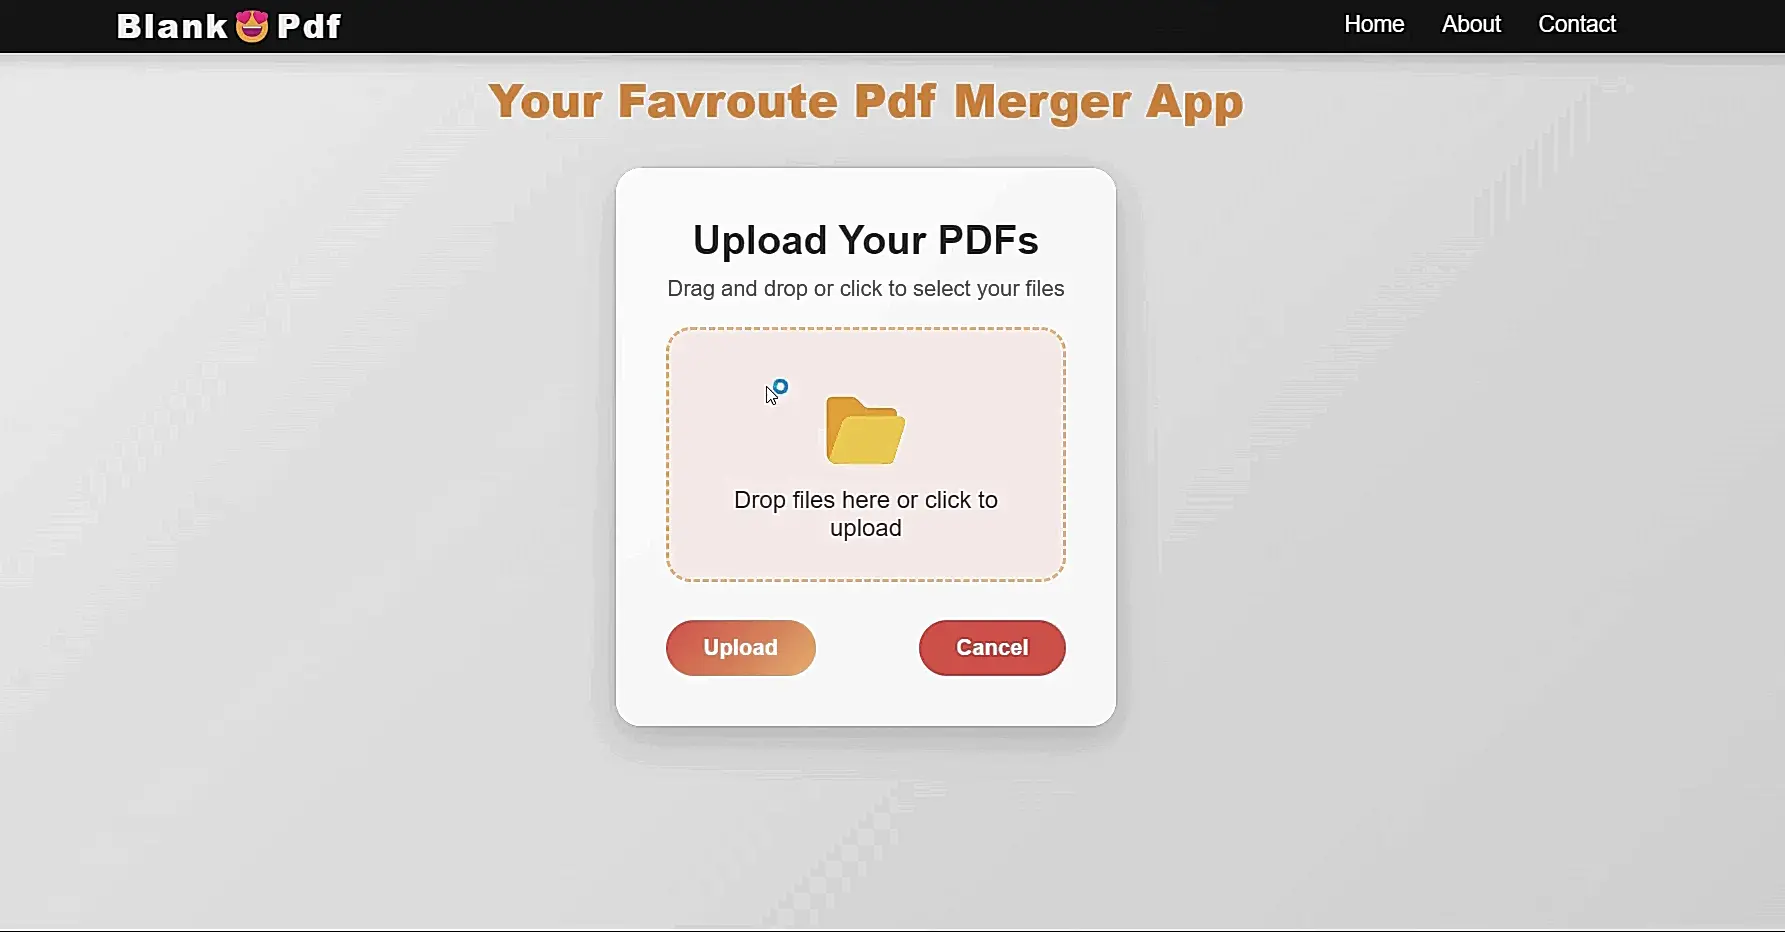 Blank😍Pdf
Home About Contact
Your Favroute Pdf Merger App
Upload Your PDFs
Drag and drop or click to select your files
Drop files here or click to
upload
Upload Cancel